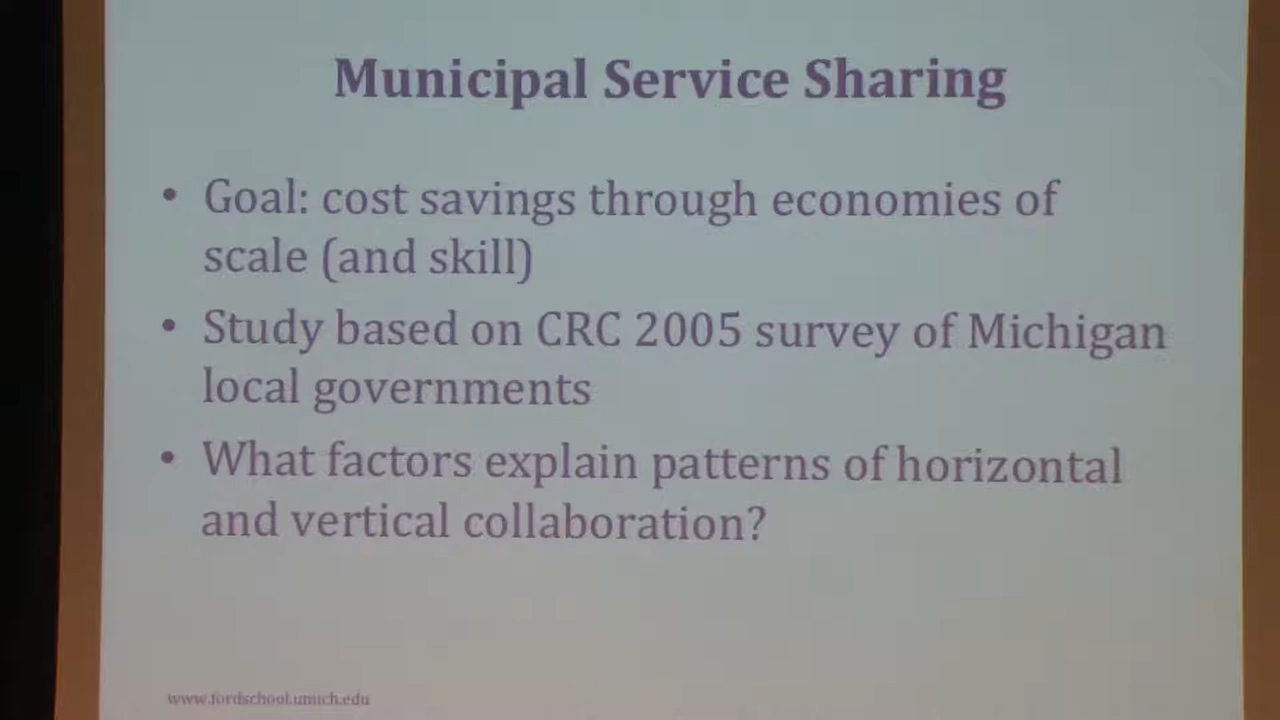 Municipal Service Sharing
• Goal: cost savings through economies of
scale (and skill)
• Study based on CRC 2005 survey of Michigan
local governments
• What factors explain patterns of horizontal
and vertical collaboration?
www.fordschool.umich.edu